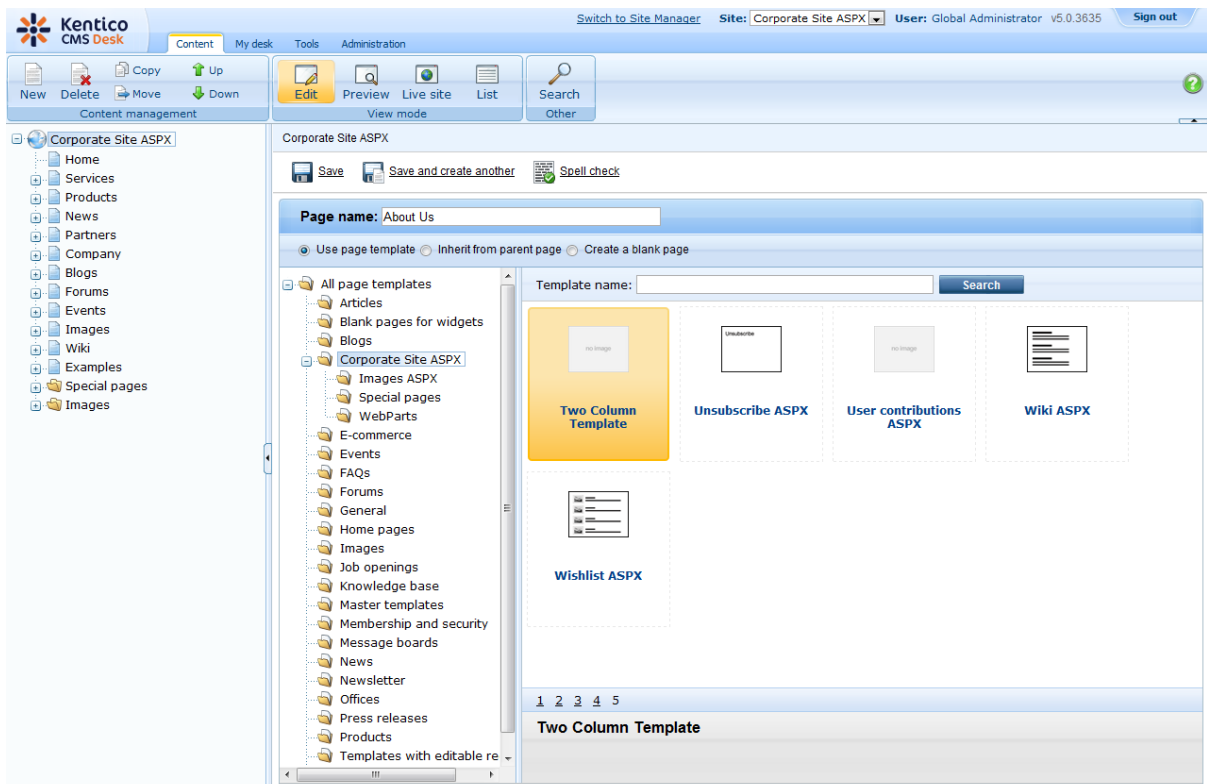 Kentico
CMS Desk
Switch to Site Manager Site: Corporate Site ASPX User: Global Administrator v5.0.3635 Sign out
Content My desk Tools Administration
New Delete Copy Move Up Down
Content management
Edit Preview Live site List
View mode
Search
Other
Corporate Site ASPX
Home
Services
Products
News
Partners
Company
Blogs
Forums
Events
Images
Wiki
Examples
Special pages
Images
Corporate Site ASPX
Save Save and create another Spell check
Page name: About Us
Use page template Inherit from parent page Create a blank page
All page templates
Articles
Blank pages for widgets
Blogs
Corporate Site ASPX
Images ASPX
Special pages
WebParts
E-commerce
Events
FAQs
Forums
General
Home pages
Images
Job openings
Knowledge base
Master templates
Membership and security
Message boards
News
Newsletter
Offices
Press releases
Products
Templates with editable re
Template name: Search
no image
Two Column
Template
Unsubscribe
Unsubscribe ASPX
no image
User contributions
ASPX
Wiki ASPX
Wishlist ASPX
1 2 3 4 5
Two Column Template